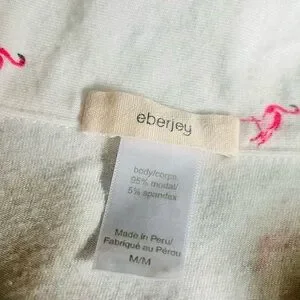 eberjey
body/corps:
95% modal/
5% spandex
Made in Peru/
Fabriqué au Pérou
M/M